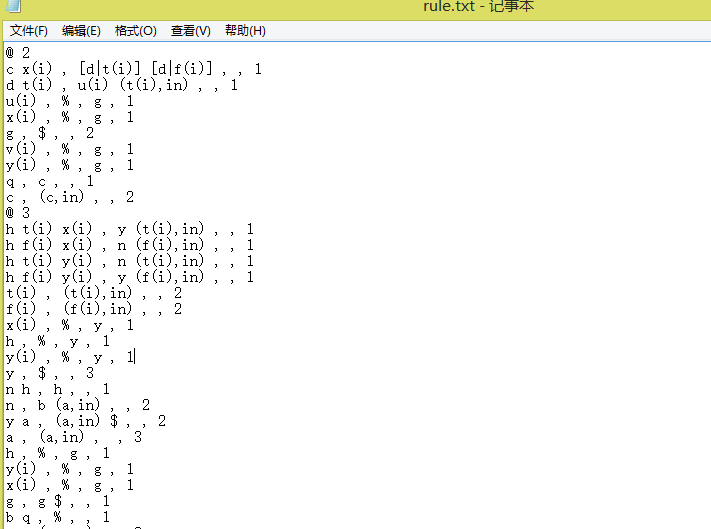 rule.txt - 记事本
文件(F) 编辑(E) 格式(O) 查看(V) 帮助(H)
@ 2
c x(i) , [d|t(i)] [d|f(i)] , , 1
d t(i) , u(i) (t(i),in) , , 1
u(i) , % , g , 1
x(i) , % , g , 1
g , $ , , 2
v(i) , % , g , 1
y(i) , % , g , 1
q , c , , 1
c , (c,in) , , 2
@ 3
h t(i) x(i) , y (t(i),in) , , 1
h f(i) x(i) , n (f(i),in) , , 1
h t(i) y(i) , n (t(i),in) , , 1
h f(i) y(i) , y (f(i),in) , , 1
t(i) , (t(i),in) , , 2
f(i) , (f(i),in) , , 2
x(i) , % , y , 1
h , % , y , 1
y(i) , % , y , 1
y , $ , , 3
n h , h , , 1
n , b (a,in) , , 2
y a , (a,in) $ , , 2
a , (a,in) , , 3
h , % , g , 1
y(i) , % , g , 1
x(i) , % , g , 1
g , g $ , , 1
b q , % , , 1